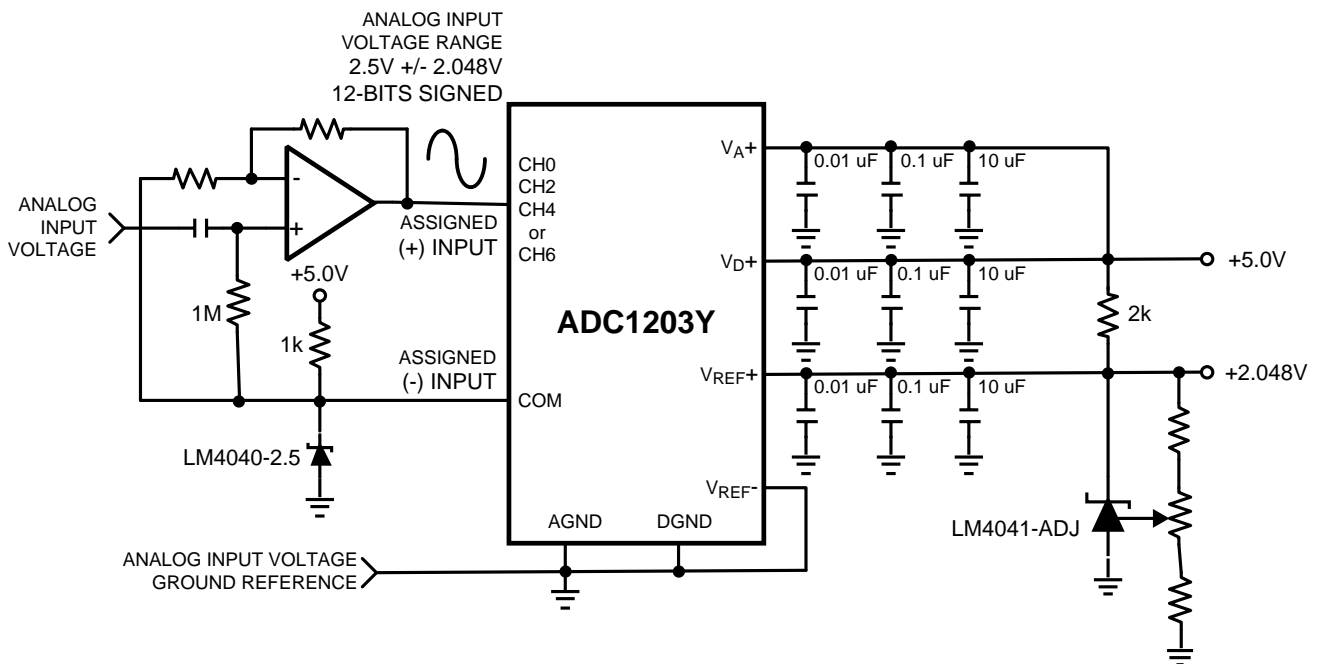 ANALOG INPUT
VOLTAGE RANGE
2.5V +/- 2.048V
12-BITS SIGNED
ANALOG
INPUT
VOLTAGE
-
+
ASSIGNED
(+) INPUT
+5.0V
1M
1k
ASSIGNED
(-) INPUT
LM4040-2.5
CH0
CH2
CH4
or
CH6
ADC1203Y
COM
AGND
DGND
VA+
VD+
VREF+
VREF-
0.01 uF
0.1 uF
10 uF
0.01 uF
0.1 uF
10 uF
0.01 uF
0.1 uF
10 uF
+5.0V
2k
+2.048V
LM4041-ADJ
ANALOG INPUT VOLTAGE
GROUND REFERENCE